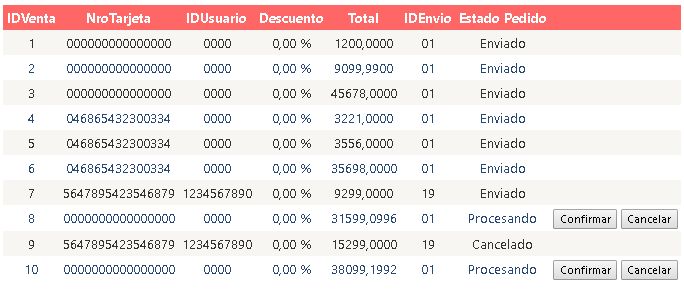 IDVenta NroTarjeta IDUsuario Descuento Total IDEnvio Estado Pedido
1 000000000000000 0000 0,00 % 1200,0000 01 Enviado
2 000000000000000 0000 0,00 % 9099,9900 01 Enviado
3 000000000000000 0000 0,00 % 45678,0000 01 Enviado
4 046865432300334 0000 0,00 % 3221,0000 01 Enviado
5 046865432300334 0000 0,00 % 3556,0000 01 Enviado
6 046865432300334 0000 0,00 % 35698,0000 01 Enviado
7 5647895423546879 1234567890 0,00 % 9299,0000 19 Enviado
8 0000000000000000 0000 0,00 % 31599,0996 01 Procesando Confirmar Cancelar
9 5647895423546879 1234567890 0,00 % 15299,0000 19 Cancelado
10 0000000000000000 0000 0,00 % 38099,1992 01 Procesando Confirmar Cancelar